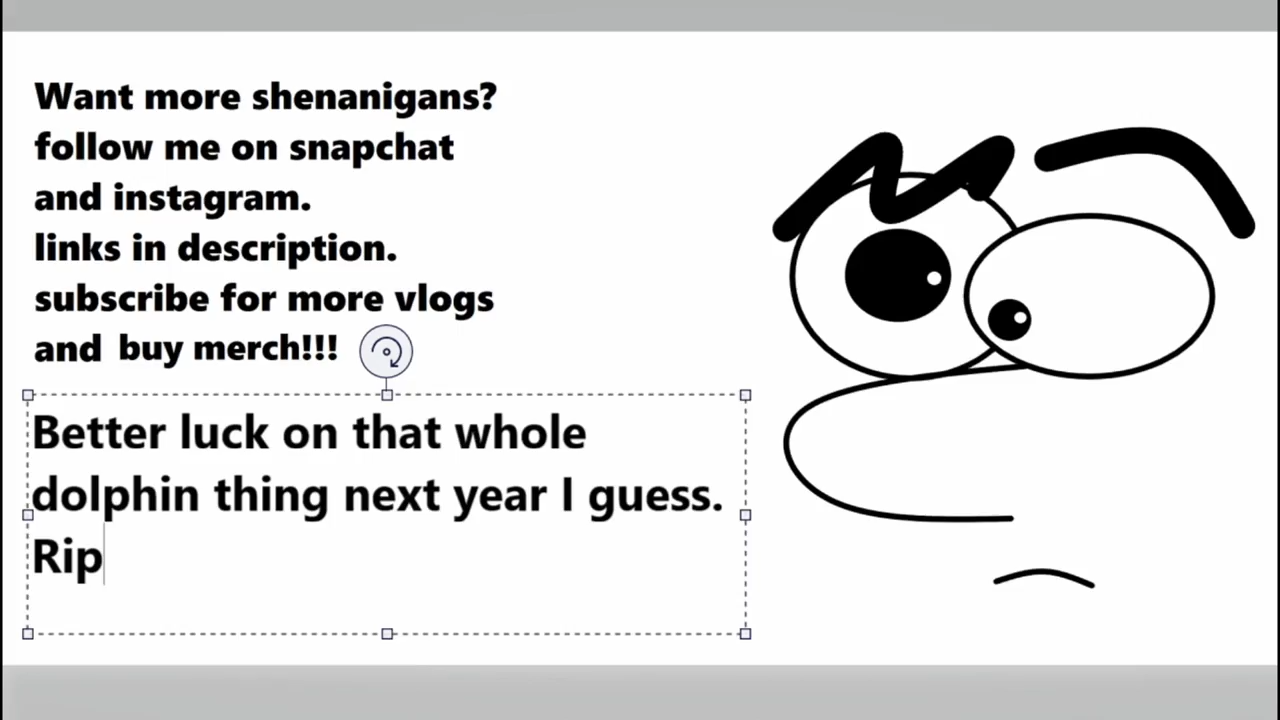 Want more shenanigans?
follow me on snapchat
and instagram.
links in description.
subscribe for more vlogs
and buy merch!!!
Better luck on that whole
dolphin thing next year I guess.
Rip